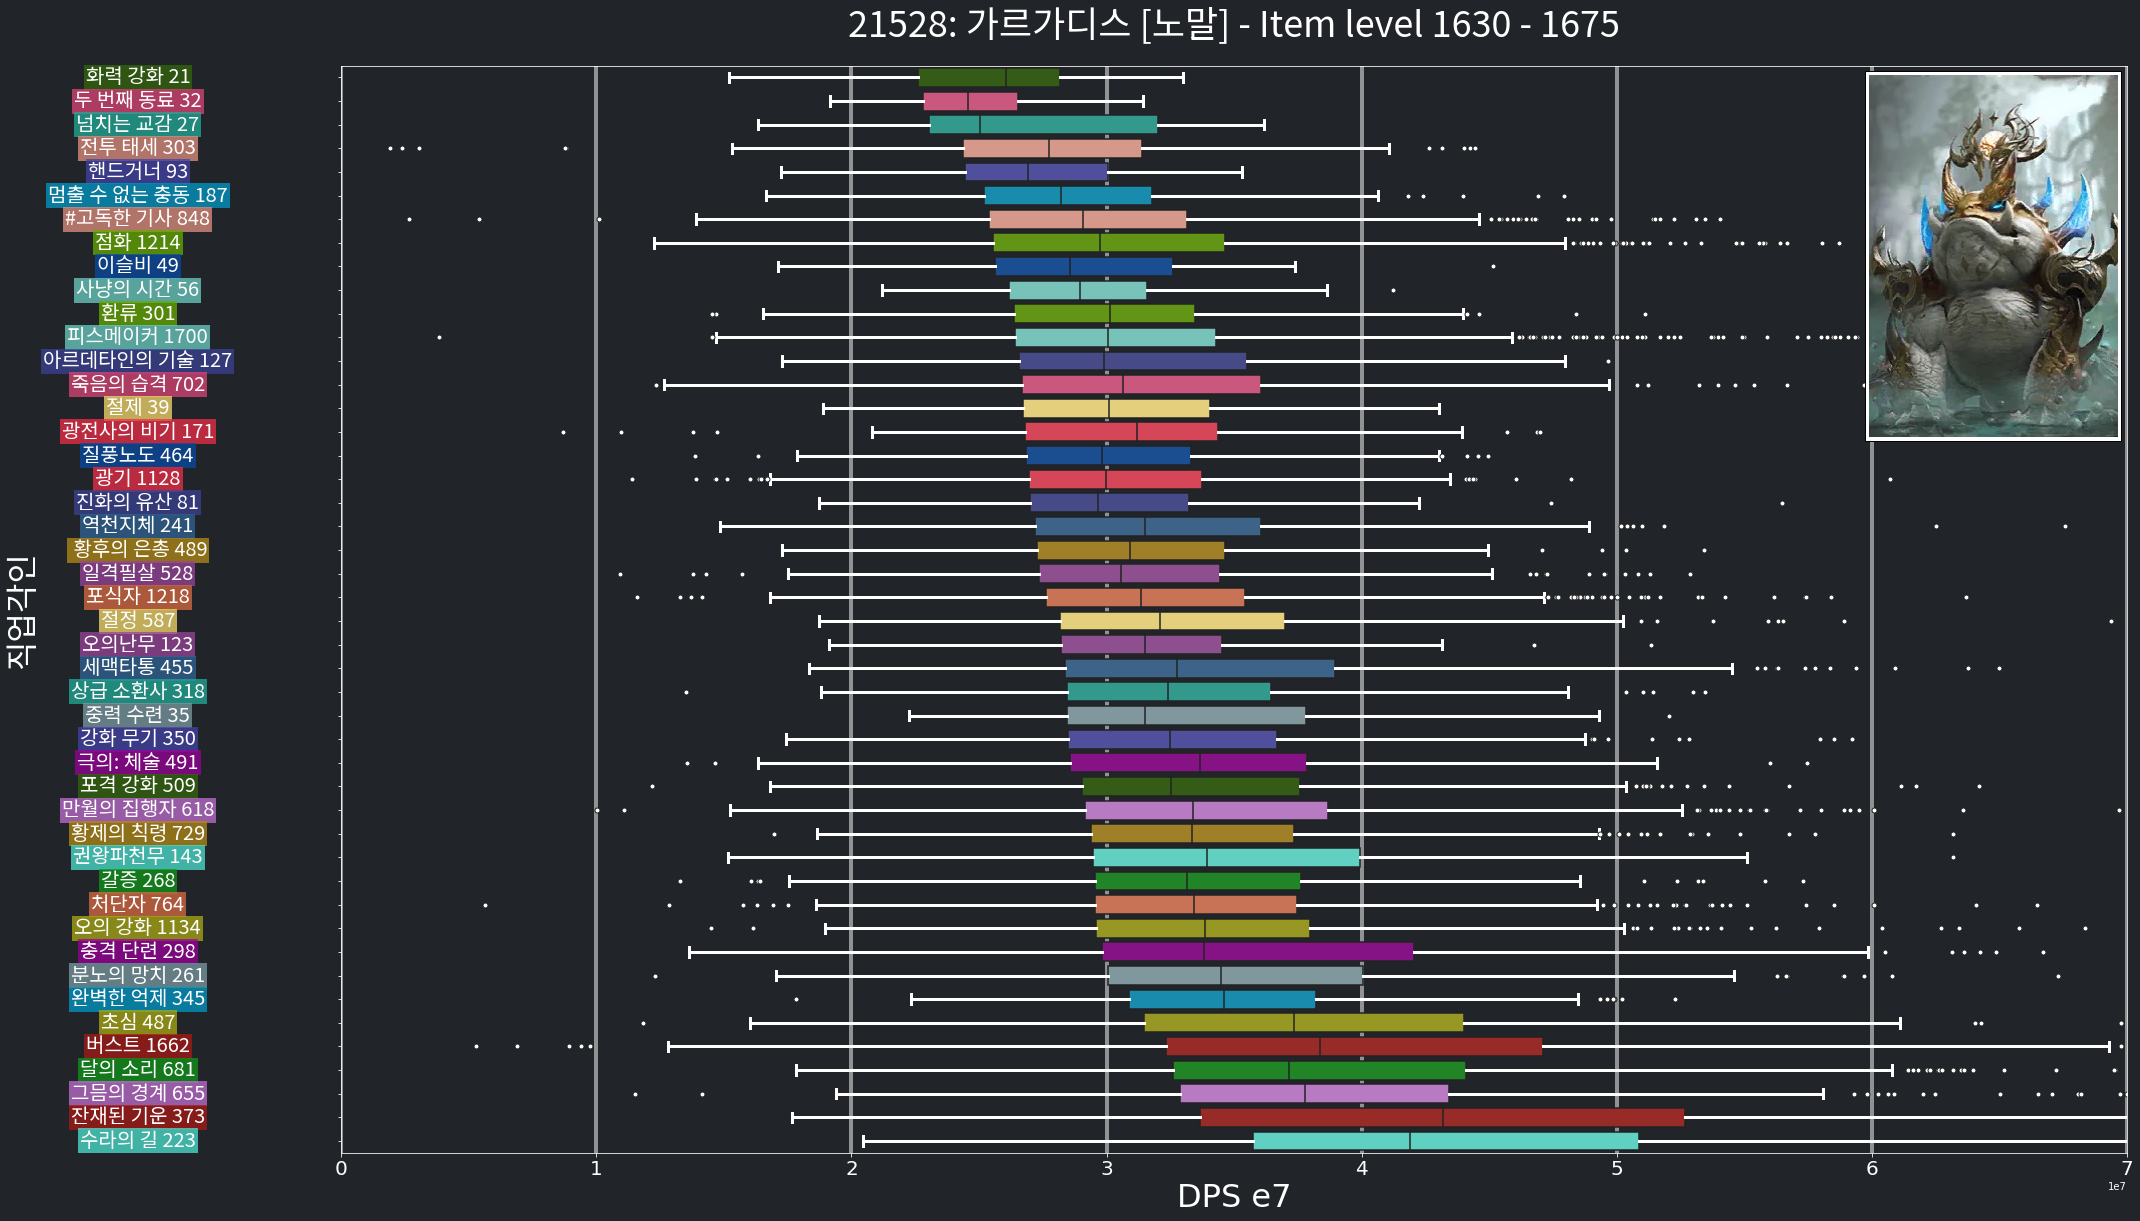 21528: 가르가디스 [노말] - Item level 1630 - 1675
직업각인
화력 강화 21
두 번째 동료 32
넘치는 교감 27
전투 태세 303
핸드거너 93
멈출 수 없는 충동 187
#고독한 기사 848
점화 1214
이슬비 49
사냥의 시간 56
환류 301
피스메이커 1700
아르데타인의 기술 127
죽음의 습격 702
절제 39
광전사의 비기 171
질풍노도 464
광기 1128
진화의 유산 81
역천지체 241
황후의 은총 489
일격필살 528
포식자 1218
절정 587
오의난무 123
세맥타통 455
상급 소환사 318
중력 수련 35
강화 무기 350
극의: 체술 491
포격 강화 509
만월의 집행자 618
황제의 칙령 729
권왕파천무 143
갈증 268
처단자 764
오의 강화 1134
충격 단련 298
분노의 망치 261
완벽한 억제 345
초심 487
버스트 1662
달의 소리 681
그믐의 경계 655
잔재된 기운 373
수라의 길 223
0 1 2 3 4 5 6 7
1e7
DPS e7